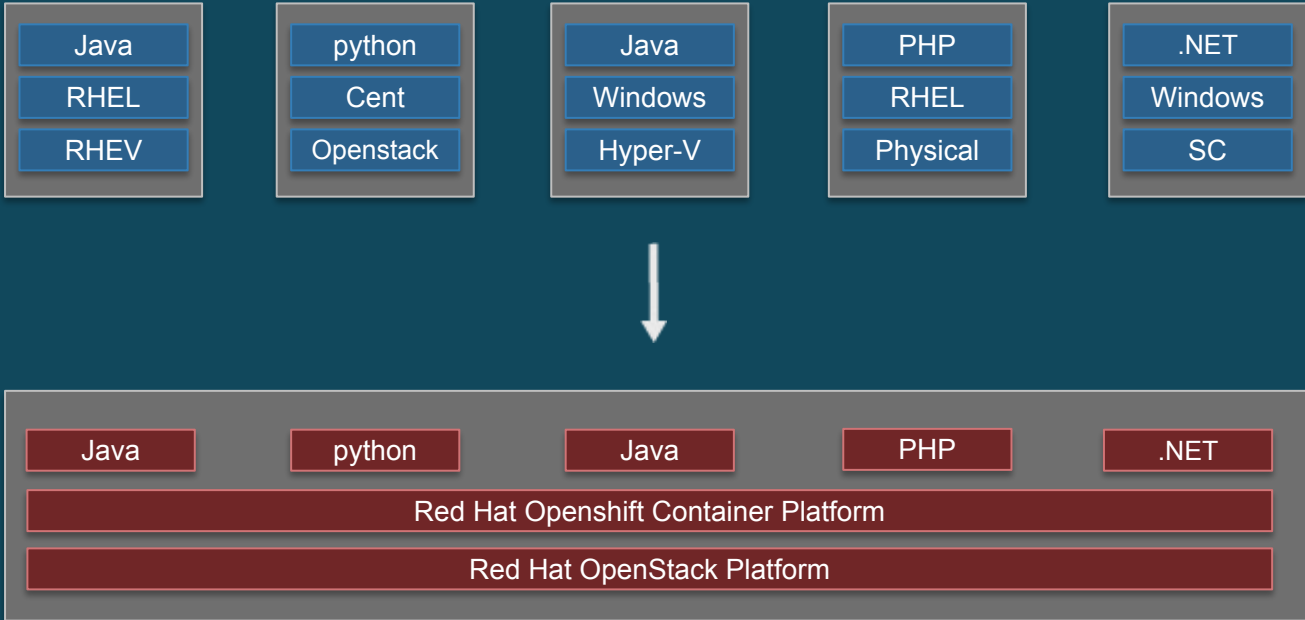 Java
RHEL
RHEV
python
Cent
Openstack
Java
Windows
Hyper-V
PHP
RHEL
Physical
.NET
Windows
SC
Java
python
Java
PHP
.NET
Red Hat Openshift Container Platform
Red Hat OpenStack Platform